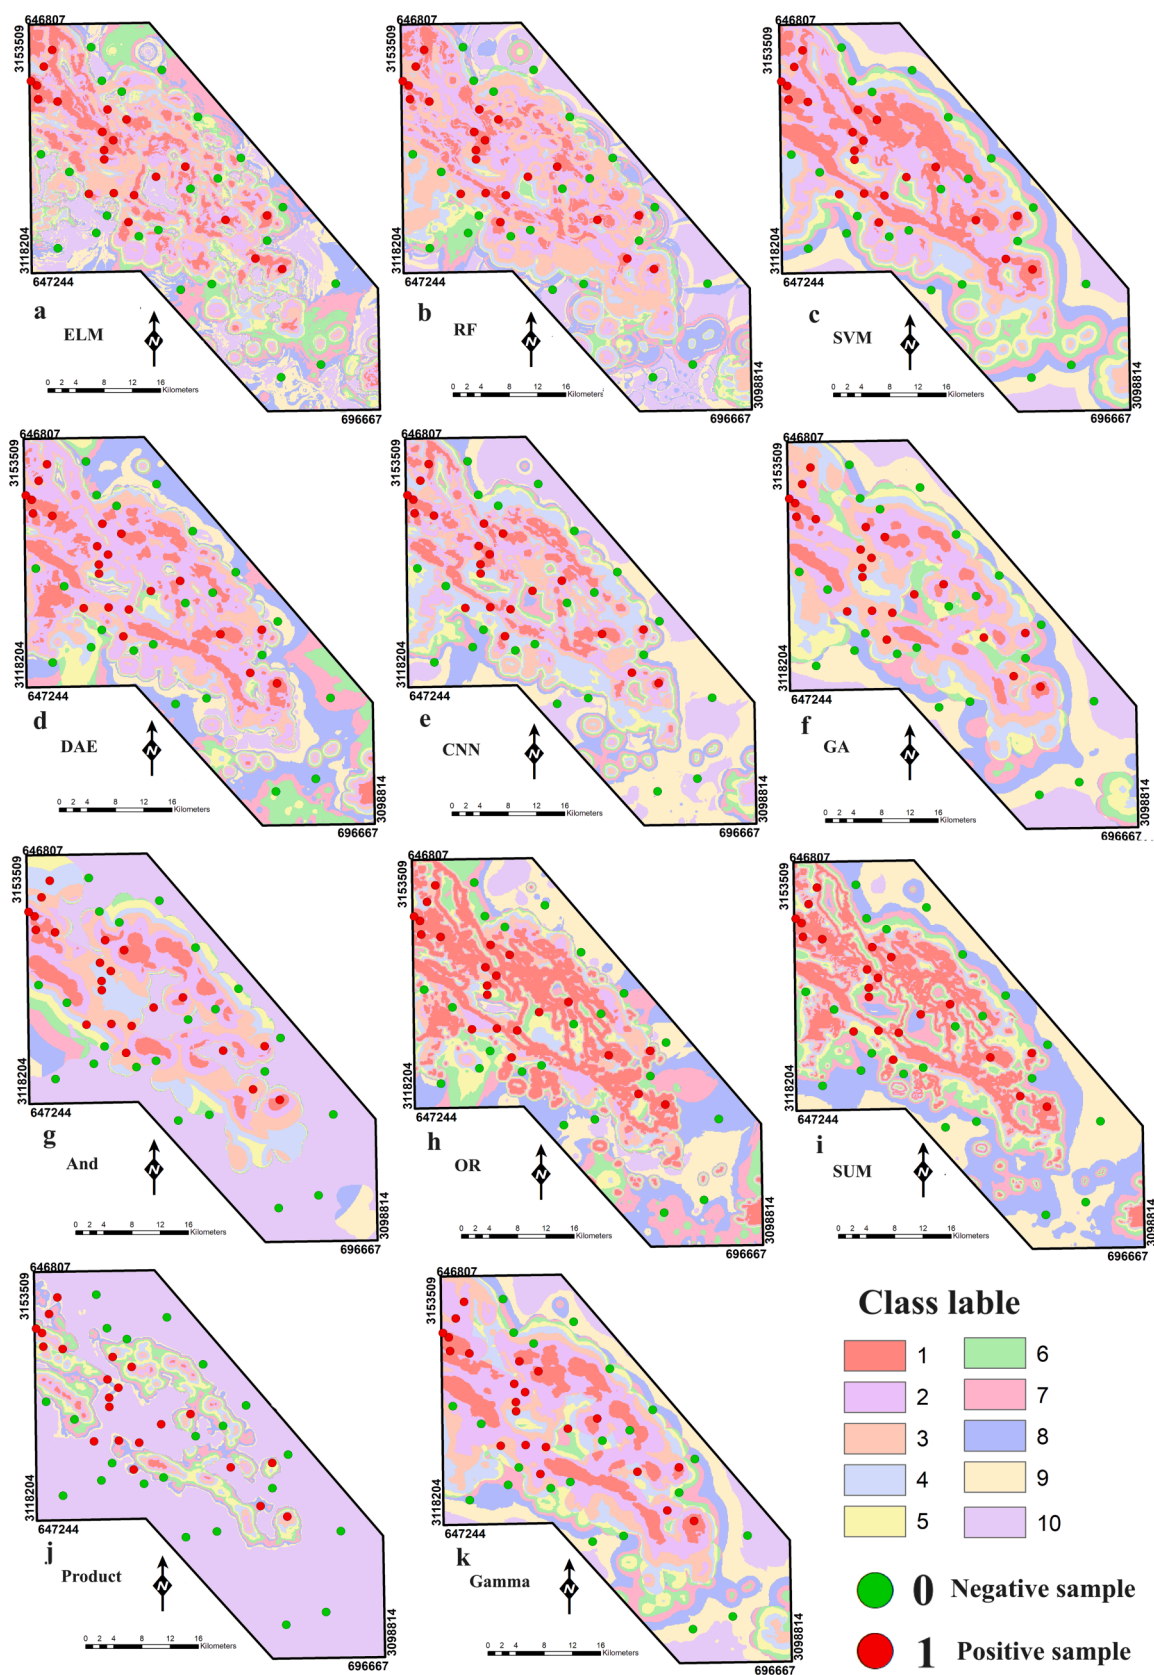 646807
3153509
3118204
647244
a
ELM
N
0 2 4 8 12 16
Kilometers
696667
646807
3153509
3118204
647244
b
RF
N
0 2 4 8 12 16
Kilometers
3098814
696667
646807
3153509
3118204
647244
c
SVM
N
0 2 4 8 12 16
Kilometers
3098814
696667
646807
3153509
3118204
647244
d
DAE
N
0 2 4 8 12 16
Kilometers
3098814
696667
646807
3153509
3118204
647244
e
CNN
N
0 2 4 8 12 16
Kilometers
3098814
696667
646807
3153509
3118204
647244
f
GA
N
0 2 4 8 12 16
Kilometers
3098814
696667
646807
3153509
3118204
647244
g
And
N
0 2 4 8 12 16
Kilometers
3098814
696667
646807
3153509
3118204
647244
h
OR
N
0 2 4 8 12 16
Kilometers
3098814
696667
646807
3153509
3118204
647244
i
SUM
N
0 2 4 8 12 16
Kilometers
3098814
696667
646807
3153509
3118204
647244
j
Product
N
0 2 4 8 12 16
Kilometers
3098814
696667
646807
3153509
3118204
647244
k
Gamma
N
0 2 4 8 12 16
Kilometers
3098814
696667
Class lable
1 6
2 7
3 8
4 9
5 10
0 Negative sample
1 Positive sample